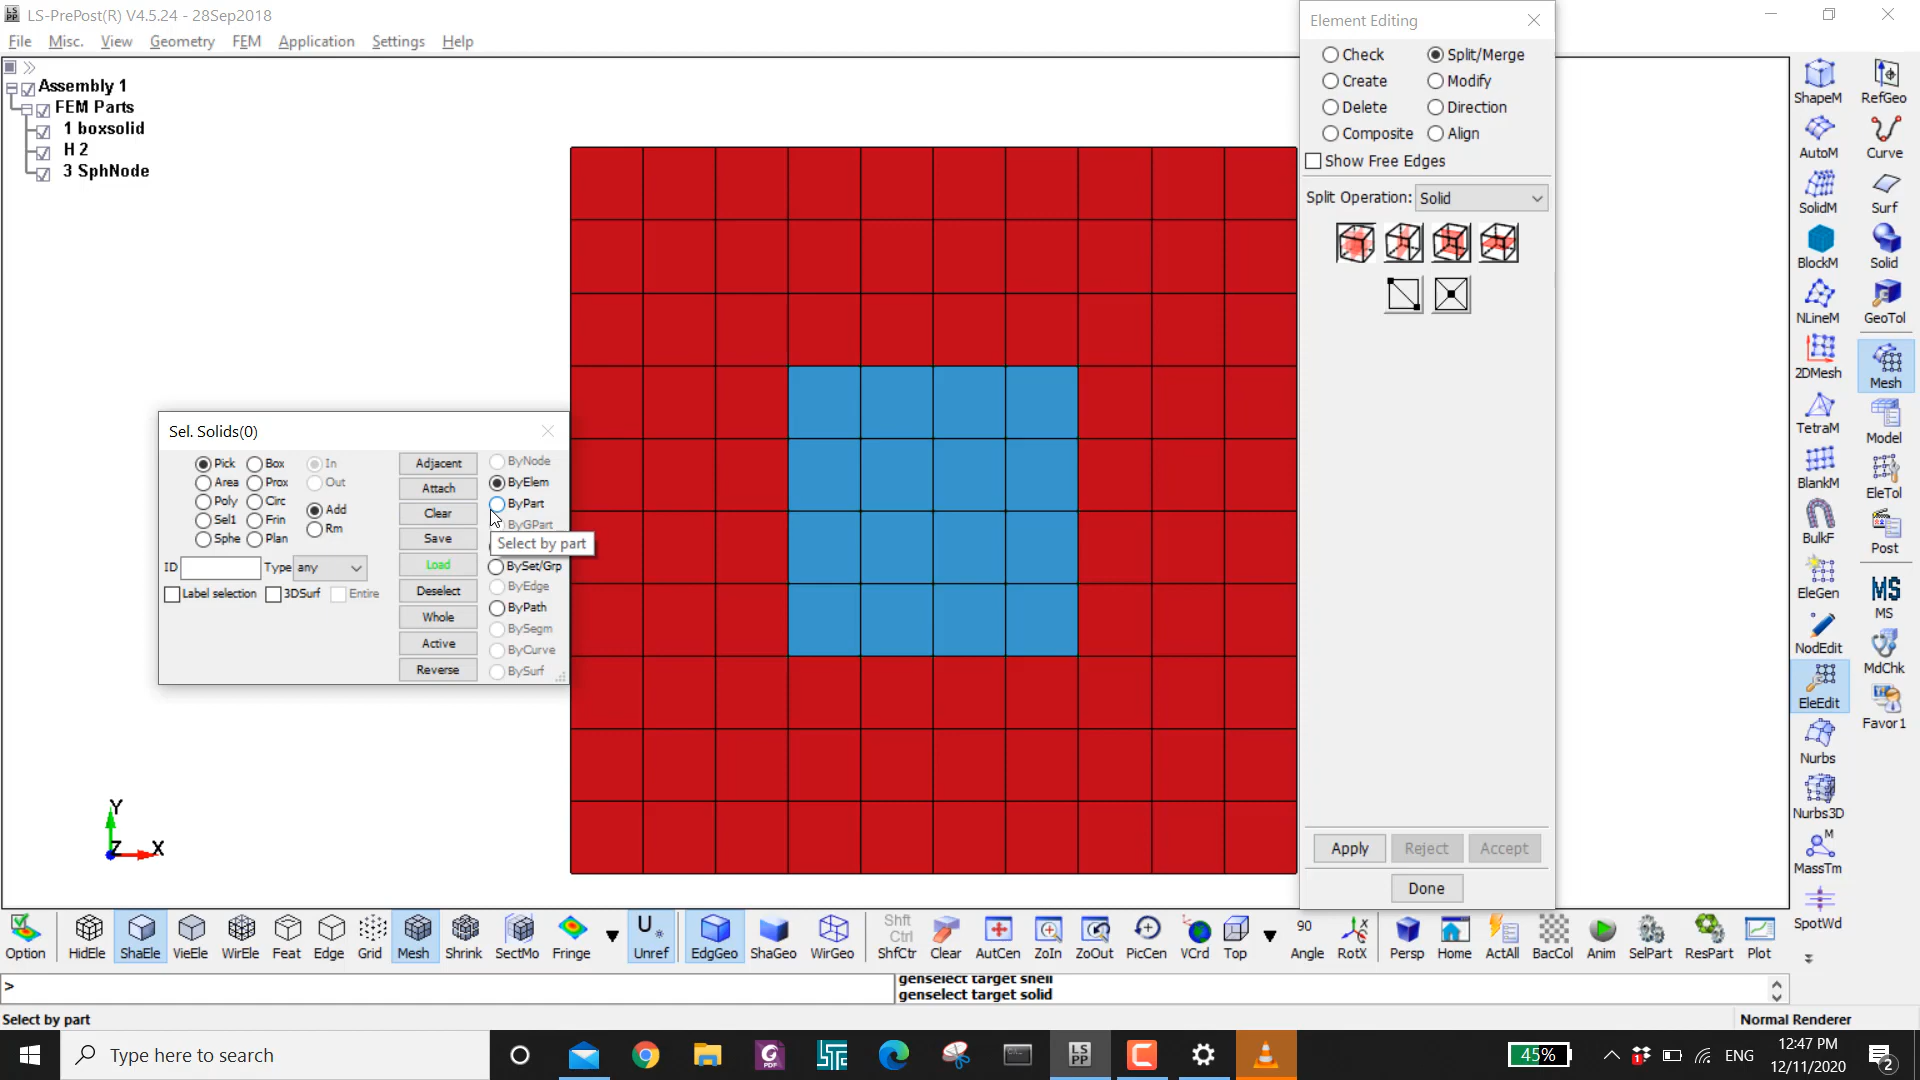 LS-PrePost(R) V4.5.24 - 28Sep2018
File Misc. View Geometry FEM Application Settings Help
Assembly 1
FEM Parts
1 boxsolid
H 2
3 SphNode
Sel. Solids(0)
Pick Box In
Area Prox Out
Poly Circ
Add
Sel1 Frin
Rm
Sphe Plan
ID Type any
Label selection 3DSurf Entire
Adjacent
Attach
Clear
Save
Load
Deselect
Whole
Active
Reverse
ByNode
ByElem
ByPart
ByGPart
Select by part
BySet/Grp
ByEdge
ByPath
BySegm
ByCurve
BySurf
Y
Z X
Element Editing
Check Split/Merge
Create Modify
Delete Direction
Composite Align
Show Free Edges
Split Operation: Solid
Apply Reject Accept
Done
ShapeM RefGeo
AutoM Curve
SolidM Surf
BlockM Solid
NLineM GeoTol
2DMesh Mesh
TetraM Model
BlankM EleTol
BulkF Post
MS
EleGen MS
NodEdit MdChk
EleEdit Favor1
Nurbs
Nurbs3D
M
MassTm
SpotWd
U Shft Ctrl 90
Option HidEle ShaEle VieEle WirEle Feat Edge Grid Mesh Shrink SectMo Fringe Unref EdgGeo ShaGeo WirGeo ShfCtr Clear AutCen ZoIn ZoOut PicCen VCrd Top Angle RotX Persp Home ActAll BacCol Anim SelPart ResPart Plot
>
genselect target shell
genselect target solid
Select by part
Normal Renderer
Type here to search
LS
PP
PDF
45%
1
ENG
12:47 PM
12/11/2020
2